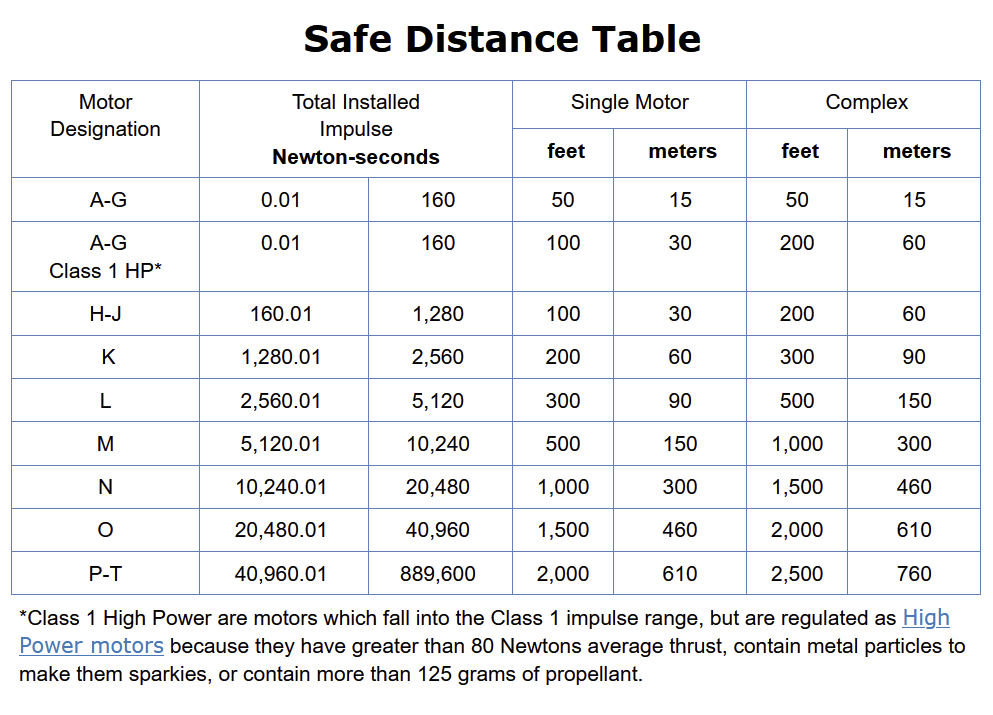 Safe Distance Table
Motor Designation Total Installed Impulse Newton-seconds Single Motor Complex
feet meters feet meters
A-G 0.01 160 50 15 50 15
A-G Class 1 HP* 0.01 160 100 30 200 60
H-J 160.01 1,280 100 30 200 60
K 1,280.01 2,560 200 60 300 90
L 2,560.01 5,120 300 90 500 150
M 5,120.01 10,240 500 150 1,000 300
N 10,240.01 20,480 1,000 300 1,500 460
O 20,480.01 40,960 1,500 460 2,000 610
P-T 40,960.01 889,600 2,000 610 2,500 760
*Class 1 High Power are motors which fall into the Class 1 impulse range, but are regulated as High
Power motors because they have greater than 80 Newtons average thrust, contain metal particles to
make them sparkies, or contain more than 125 grams of propellant.